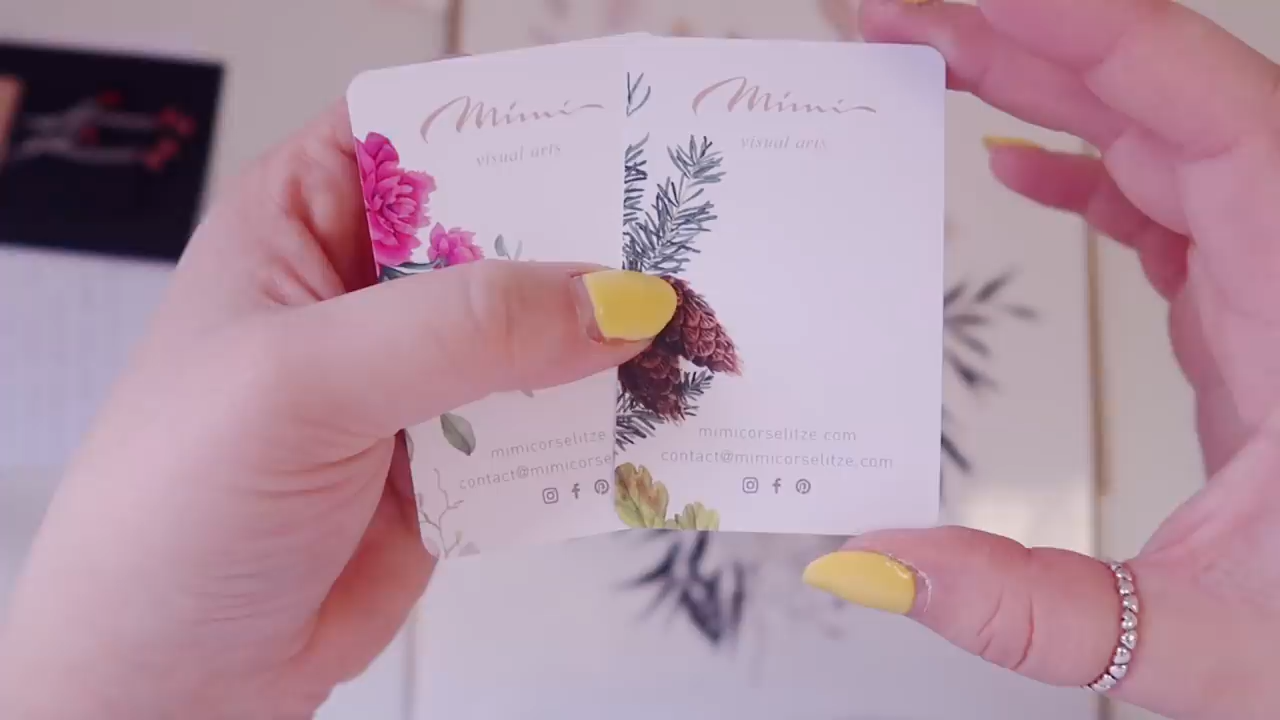 Mimi
visual arts
mimicorselitze
contact@mimicorse
Mimi
visual arts
mimicorselitze.com
contact@mimicorselitze.com